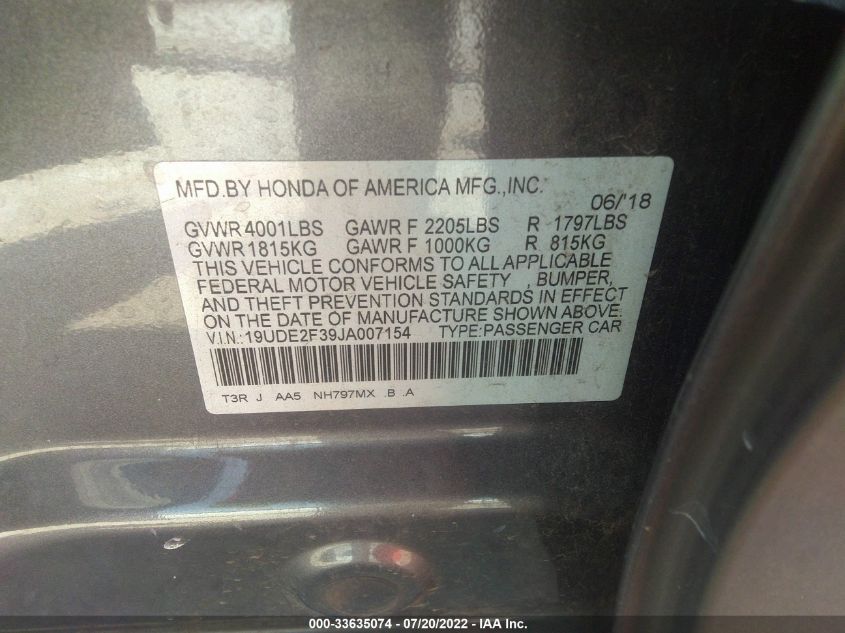 MFD.BY HONDA OF AMERICA MFG.,INC. 06/'18
GVWR 4001LBS GAWR F 2205LBS R 1797LBS
GVWR 1815KG GAWR F 1000KG R 815KG
THIS VEHICLE CONFORMS TO ALL APPLICABLE
FEDERAL MOTOR VEHICLE SAFETY , BUMPER,
AND THEFT PREVENTION STANDARDS IN EFFECT
ON THE DATE OF MANUFACTURE SHOWN ABOVE.
V.I.N.: 19UDE2F39JA007154 TYPE:PASSENGER CAR
T3R J AA5 NH797MX .B .A
000-33635074 - 07/20/2022 - IAA Inc.